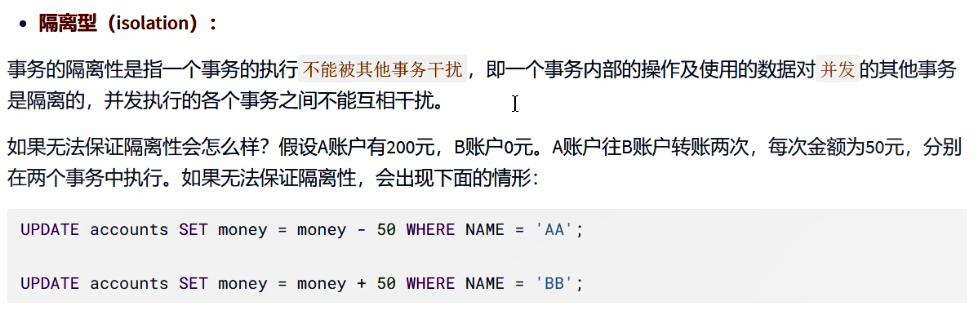 • 隔离型（isolation）：
事务的隔离性是指一个事务的执行 不能被其他事务干扰 ，即一个事务内部的操作及使用的数据对 并发 的其他事务
是隔离的，并发执行的各个事务之间不能互相干扰。
如果无法保证隔离性会怎么样？假设A账户有200元，B账户0元。A账户往B账户转账两次，每次金额为50元，分别
在两个事务中执行。如果无法保证隔离性，会出现下面的情形：
UPDATE accounts SET money = money - 50 WHERE NAME = 'AA';
UPDATE accounts SET money = money + 50 WHERE NAME = 'BB';